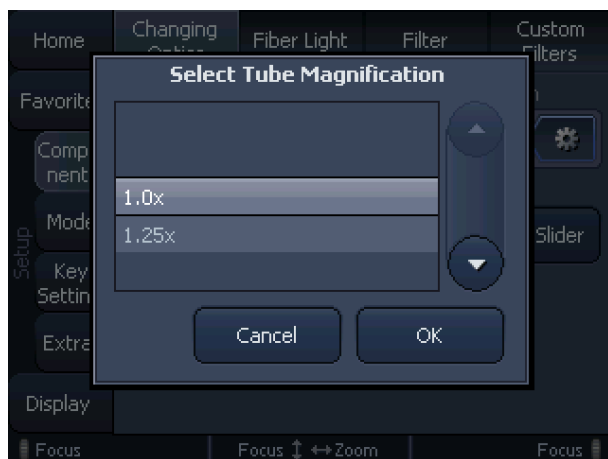 Home
Changing
Fiber Light
Filter
Custom
Filters
Select Tube Magnification
Favorite
Comp
nent
Mode
Key
Settin
Extra
Display
Setup
1.0x
1.25x
Slider
Cancel
OK
Focus
Focus ↕ ↔ Zoom
Focus